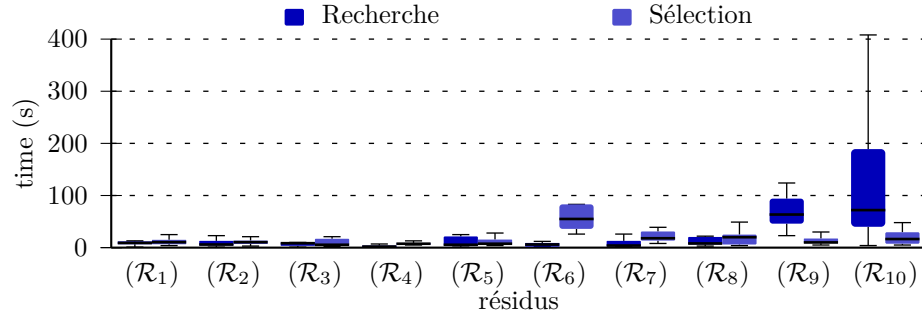 Recherche Sélection
400
300
200
100
0
time (s)
(ℛ₁) (ℛ₂) (ℛ₃) (ℛ₄) (ℛ₅) (ℛ₆) (ℛ₇) (ℛ₈) (ℛ₉) (ℛ₁₀)
résidus